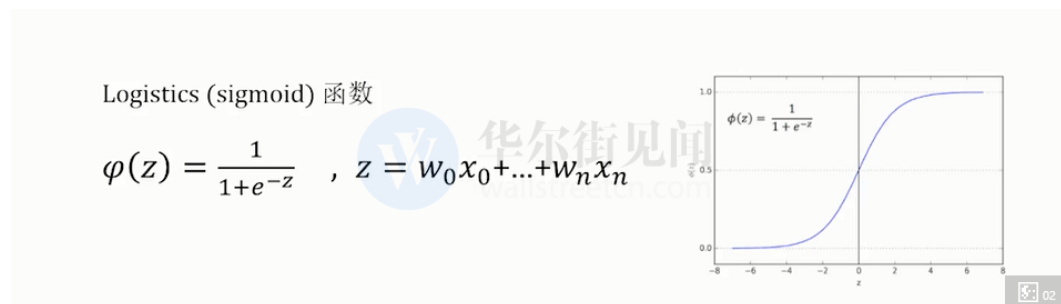 Logistics (sigmoid) 函数
φ(z) = 1/(1+e^-z) , z = w₀x₀+...+wₙxₙ
华尔街见闻
wallstreetcn.com
1.0
ϕ(z) = 1/(1+e^-z)
0.5
ϕ(z)
0.0
-8 -6 -4 -2 0 2 4 6 8
z
02